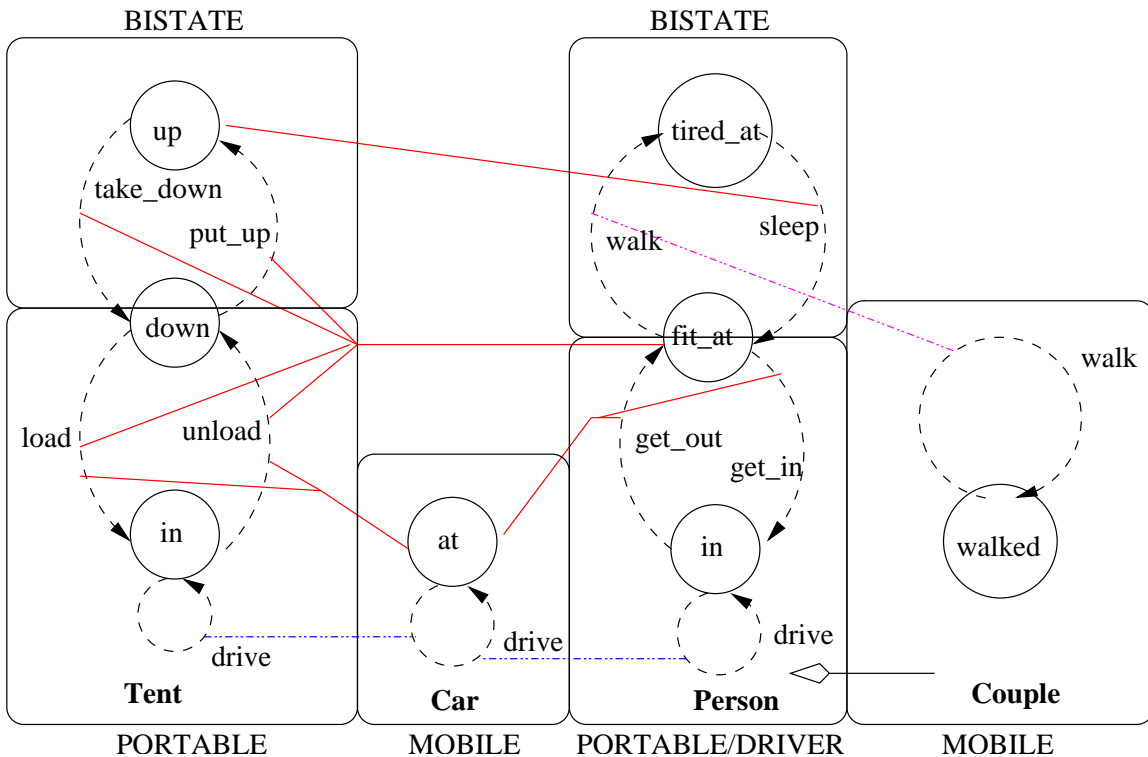 BISTATE
BISTATE
up
tired_at
take_down
put_up
walk
sleep
down
fit_at
walk
load
unload
get_out
get_in
in
at
in
walked
drive
drive
drive
Tent
Car
Person
Couple
PORTABLE
MOBILE
PORTABLE/DRIVER
MOBILE